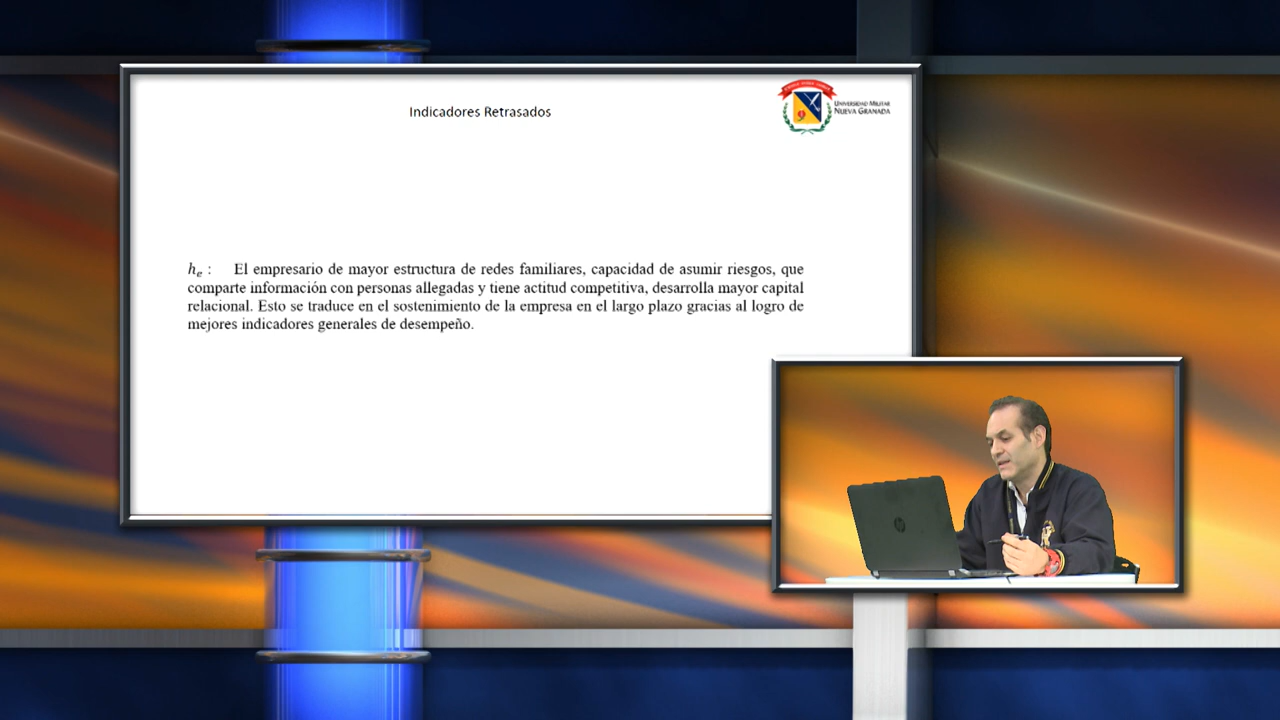 Indicadores Retrasados
UNIVERSIDAD MILITAR
NUEVA GRANADA
hₑ : El empresario de mayor estructura de redes familiares, capacidad de asumir riesgos, que
comparte información con personas allegadas y tiene actitud competitiva, desarrolla mayor capital
relacional. Esto se traduce en el sostenimiento de la empresa en el largo plazo gracias al logro de
mejores indicadores generales de desempeño.
hp